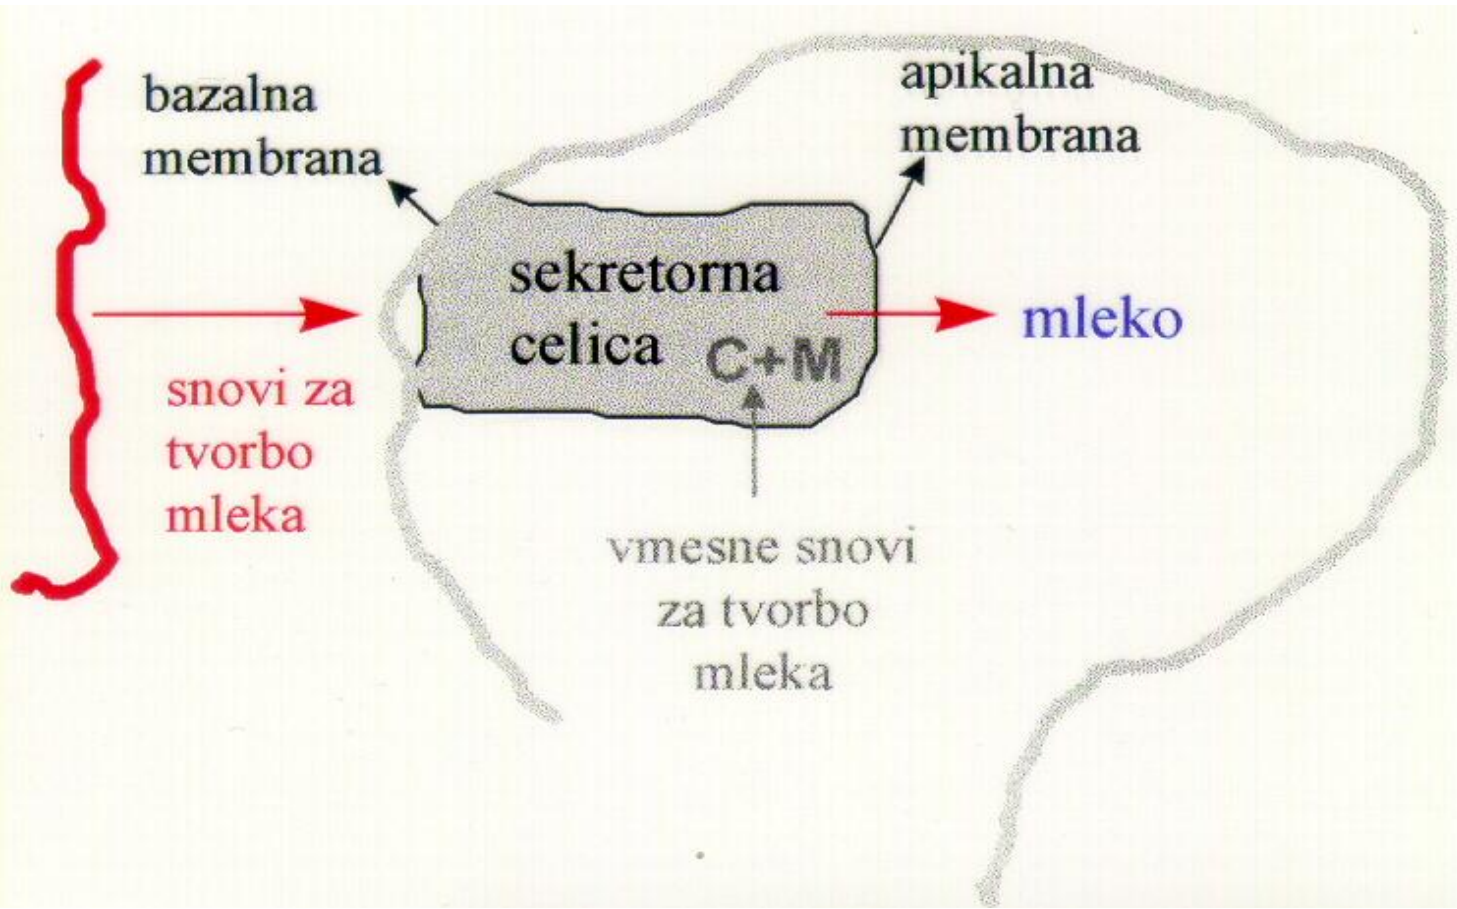 bazalna
membrana
apikalna
membrana
sekretorna
celica
C+M
mleko
snovi za
tvorbo
mleka
vmesne snovi
za tvorbo
mleka